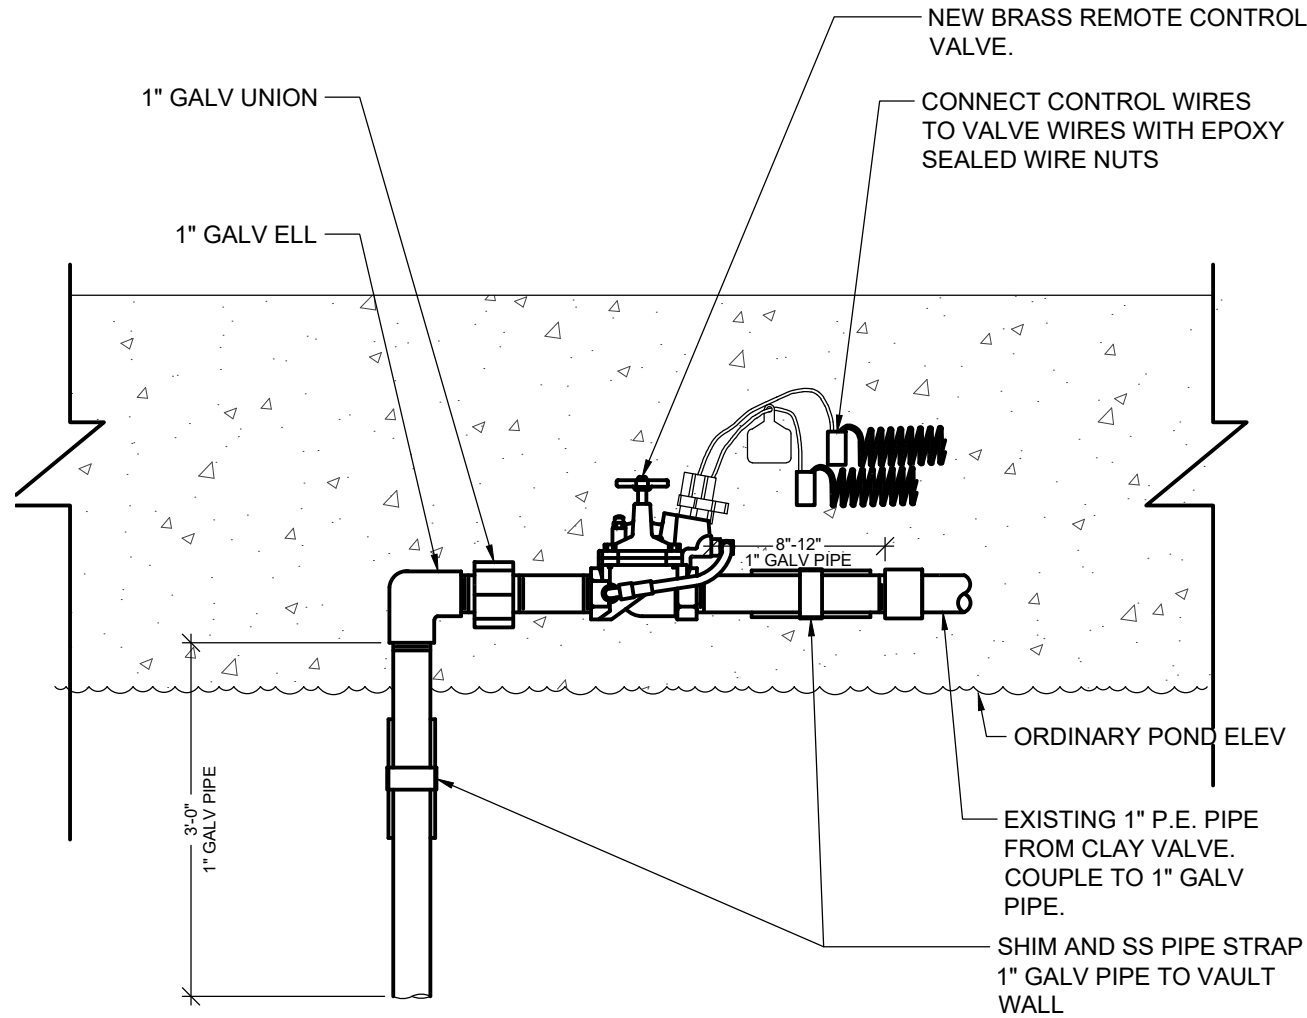 NEW BRASS REMOTE CONTROL
VALVE.
1" GALV UNION
CONNECT CONTROL WIRES
TO VALVE WIRES WITH EPOXY
SEALED WIRE NUTS
1" GALV ELL
8"-12"
1" GALV PIPE
ORDINARY POND ELEV
3'-0"
1" GALV PIPE
EXISTING 1" P.E. PIPE
FROM CLAY VALVE.
COUPLE TO 1" GALV
PIPE.
SHIM AND SS PIPE STRAP
1" GALV PIPE TO VAULT
WALL